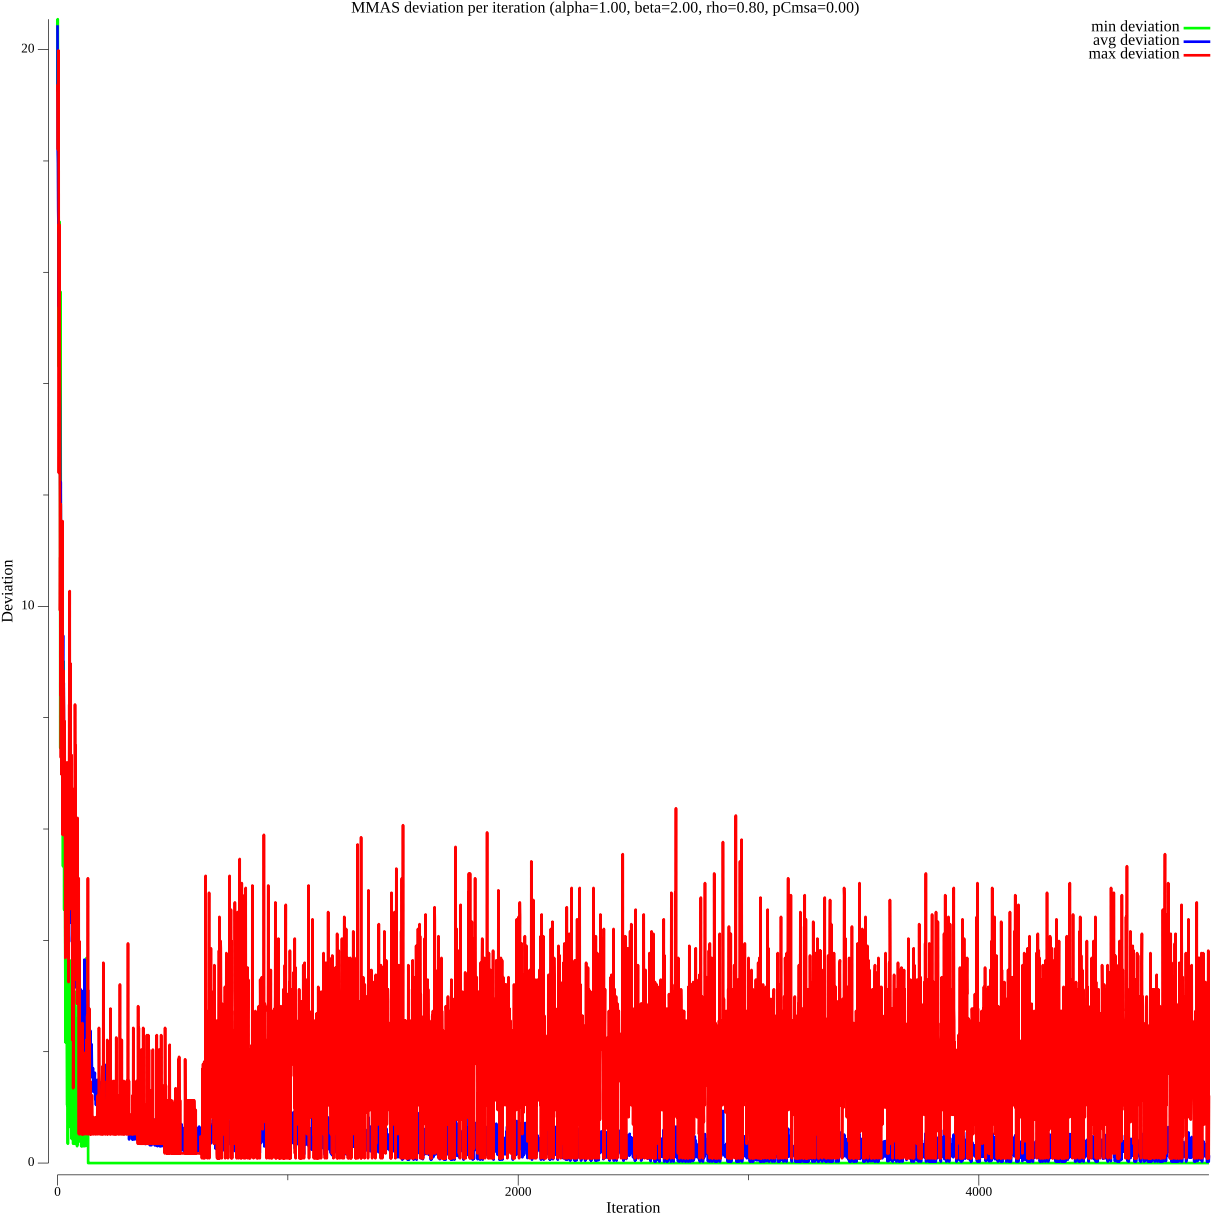 MMAS deviation per iteration (alpha=1.00, beta=2.00, rho=0.80, pCmsa=0.00)
min deviation
avg deviation
max deviation
20
10
0
Deviation
0
2000
4000
Iteration